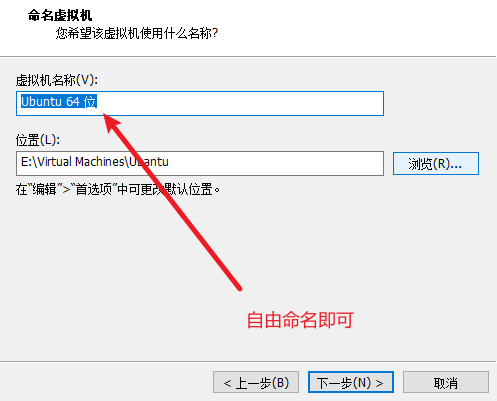 命名虚拟机
您希望该虚拟机使用什么名称?
虚拟机名称(V):
Ubuntu 64 位
位置(L):
E:\Virtual Machines\Ubantu
浏览(R)...
在“编辑”>“首选项”中可更改默认位置。
自由命名即可
< 上一步(B)
下一步(N) >
取消